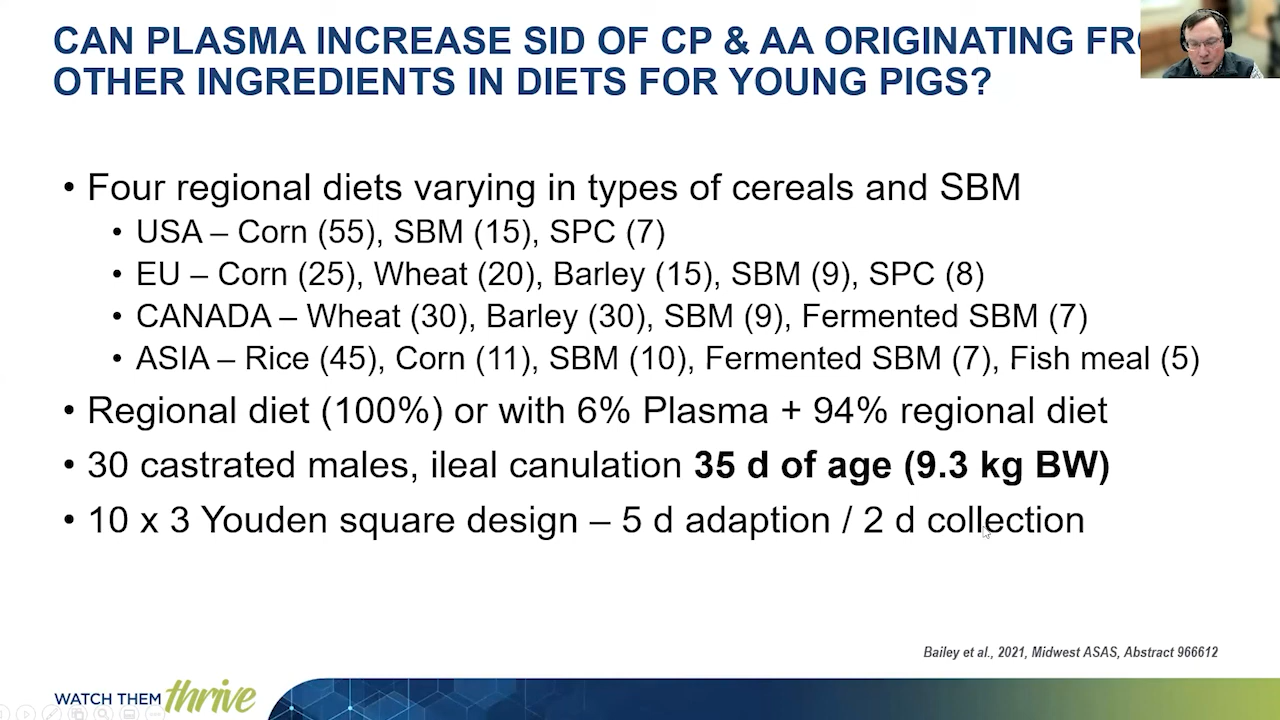 CAN PLASMA INCREASE SID OF CP & AA ORIGINATING
OTHER INGREDIENTS IN DIETS FOR YOUNG PIGS?
• Four regional diets varying in types of cereals and SBM
• USA – Corn (55), SBM (15), SPC (7)
• EU – Corn (25), Wheat (20), Barley (15), SBM (9), SPC (8)
• CANADA – Wheat (30), Barley (30), SBM (9), Fermented SBM (7)
• ASIA – Rice (45), Corn (11), SBM (10), Fermented SBM (7), Fish meal (5)
• Regional diet (100%) or with 6% Plasma + 94% regional diet
• 30 castrated males, ileal canulation 35 d of age (9.3 kg BW)
• 10 x 3 Youden square design – 5 d adaption / 2 d collection
Bailey et al., 2021, Midwest ASAS, Abstract 966612
WATCH THEM thrive